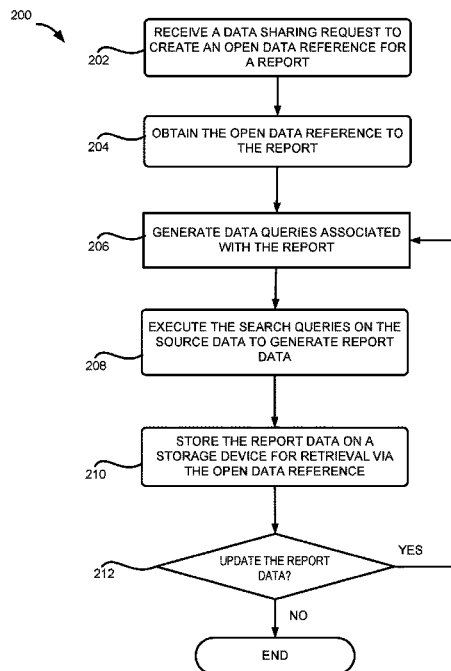 200
202
RECEIVE A DATA SHARING REQUEST TO
CREATE AN OPEN DATA REFERENCE FOR
A REPORT
204
OBTAIN THE OPEN DATA REFERENCE TO
THE REPORT
206
GENERATE DATA QUERIES ASSOCIATED
WITH THE REPORT
208
EXECUTE THE SEARCH QUERIES ON THE
SOURCE DATA TO GENERATE REPORT
DATA
210
STORE THE REPORT DATA ON A
STORAGE DEVICE FOR RETRIEVAL VIA
THE OPEN DATA REFERENCE
212
UPDATE THE REPORT
DATA?
YES
NO
END